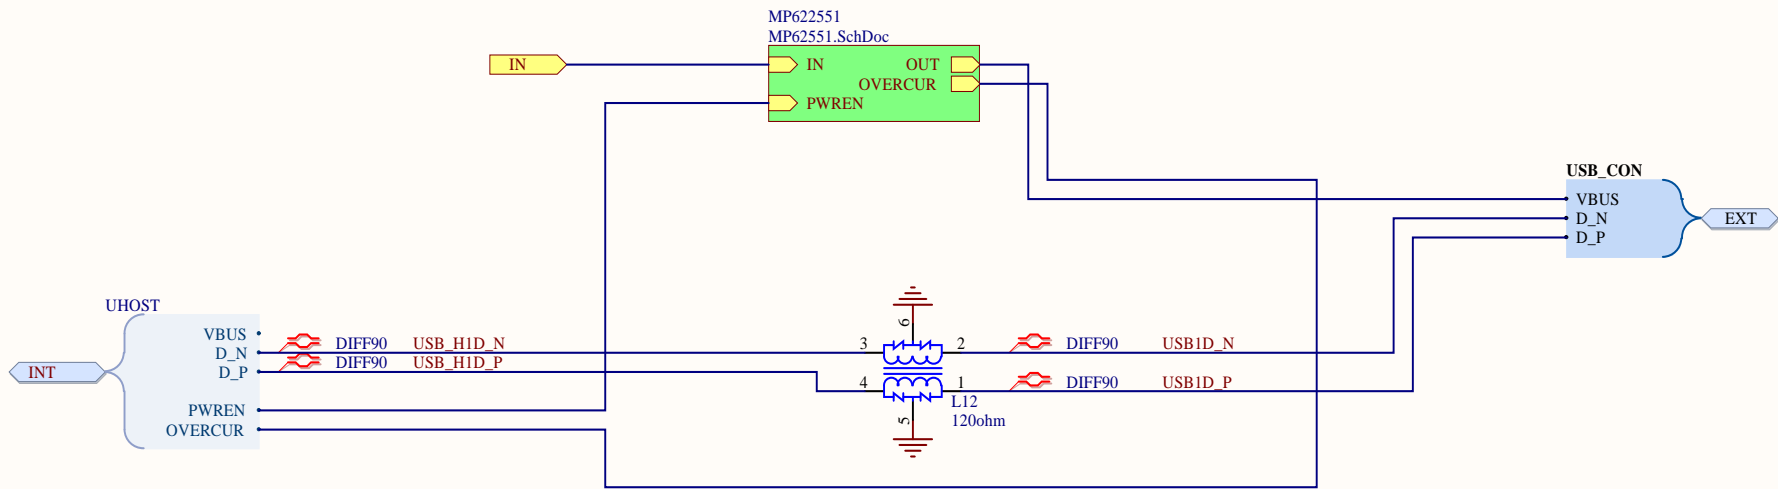 MP622551
MP62551.SchDoc
IN
IN
OUT
OVERCUR
PWREN
USB_CON
VBUS
D_N
D_P
EXT
UHOST
VBUS
D_N
D_P
PWREN
OVERCUR
INT
DIFF90 USB_H1D_N
DIFF90 USB_H1D_P
3
6
2
4
1
5
L12
120ohm
DIFF90 USB1D_N
DIFF90 USB1D_P